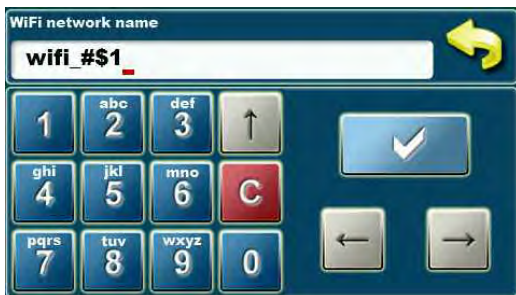 WiFi network name
wifi_#$1_
abc def
1 2 3 ↑
ghi jkl mno
4 5 6 C
pqrs tuv wxyz
7 8 9 0 ← →